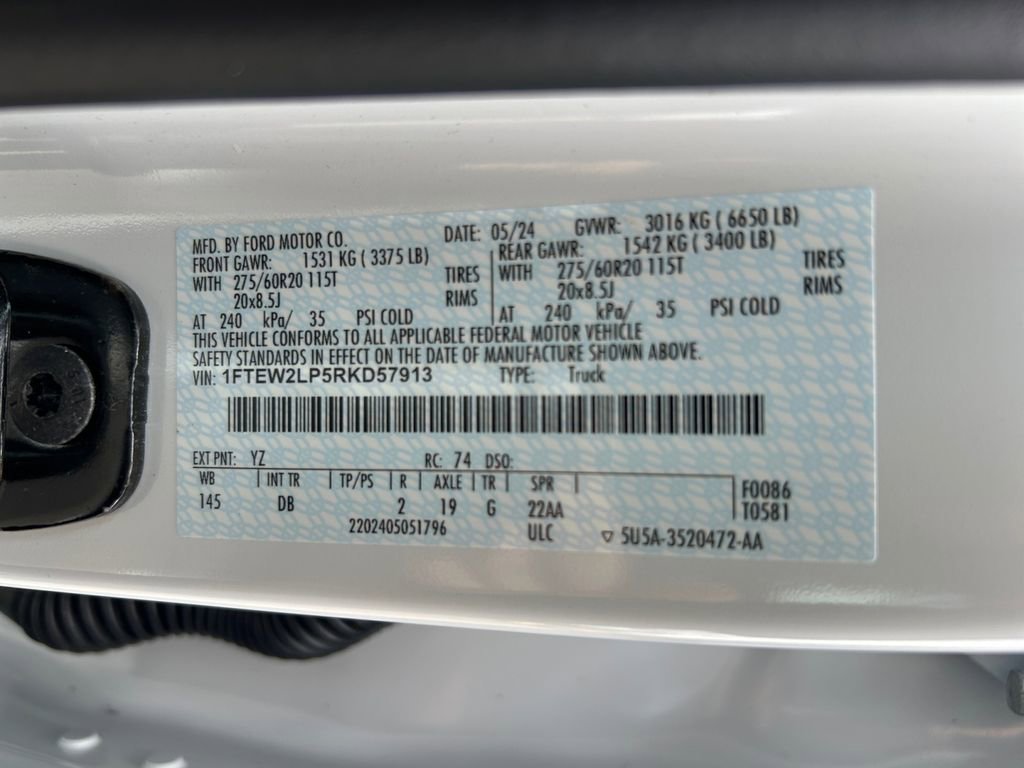 MFD. BY FORD MOTOR CO. DATE: 05/24 GVWR: 3016 KG ( 6650 LB)
FRONT GAWR: 1531 KG ( 3375 LB) REAR GAWR: 1542 KG ( 3400 LB)
WITH 275/60R20 115T TIRES WITH 275/60R20 115T TIRES
20x8.5J RIMS 20x8.5J RIMS
AT 240 kPa/ 35 PSI COLD AT 240 kPa/ 35 PSI COLD
THIS VEHICLE CONFORMS TO ALL APPLICABLE FEDERAL MOTOR VEHICLE
SAFETY STANDARDS IN EFFECT ON THE DATE OF MANUFACTURE SHOWN ABOVE.
VIN: 1FTEW2LP5RKD57913 TYPE: Truck
EXT PNT: YZ RC: 74 DSO:
WB INT TR TP/PS R AXLE TR SPR F0086
145 DB 2 19 G 22AA T0581
2202405051796 ULC ▽ 5U5A-3520472-AA